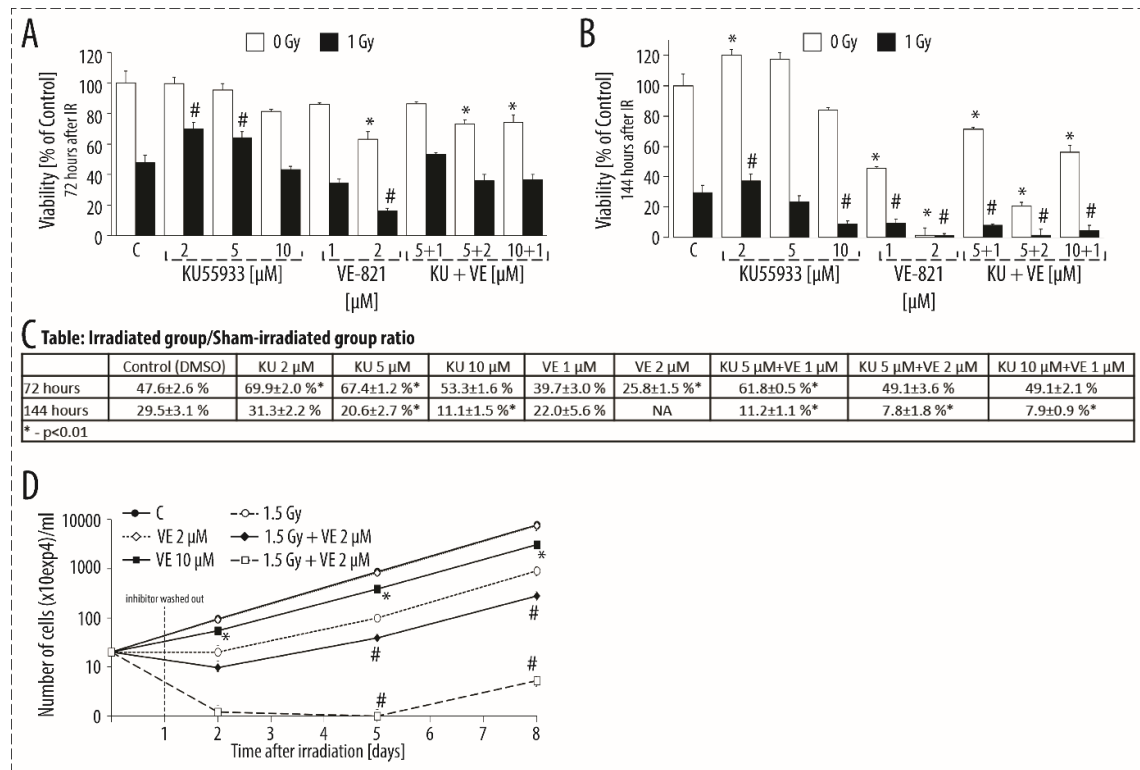 A
0 Gy
1 Gy
Viability [% of Control]
72 hours after IR
120
100
80
60
40
20
0
# # * # * *
C 2 5 10 1 2 5+1 5+2 10+1
KU55933 [µM] VE-821 KU + VE [µM]
[µM]
B
0 Gy
1 Gy
Viability [% of Control]
144 hours after IR
120
100
80
60
40
20
0
* # # * # * # * # * # * #
C 2 5 10 1 2 5+1 5+2 10+1
KU55933 [µM] VE-821 KU + VE [µM]
[µM]
C Table: Irradiated group/Sham-irradiated group ratio
Control (DMSO) KU 2 µM KU 5 µM KU 10 µM VE 1 µM VE 2 µM KU 5 µM+VE 1 µM KU 5 µM+VE 2 µM KU 10 µM+VE 1 µM
72 hours 47.6±2.6 % 69.9±2.0 %* 67.4±1.2 %* 53.3±1.6 % 39.7±3.0 % 25.8±1.5 %* 61.8±0.5 %* 49.1±3.6 % 49.1±2.1 %
144 hours 29.5±3.1 % 31.3±2.2 % 20.6±2.7 %* 11.1±1.5 %* 22.0±5.6 % NA 11.2±1.1 %* 7.8±1.8 %* 7.9±0.9 %*
* - p<0.01
D
C 1.5 Gy
VE 2 µM 1.5 Gy + VE 2 µM
VE 10 µM 1.5 Gy + VE 2 µM
Number of cells (x10exp4)/ml
10000
1000
100
10
0
inhibitor washed out
* * *
# # # #
1 2 3 4 5 6 7 8
Time after irradiation [days]